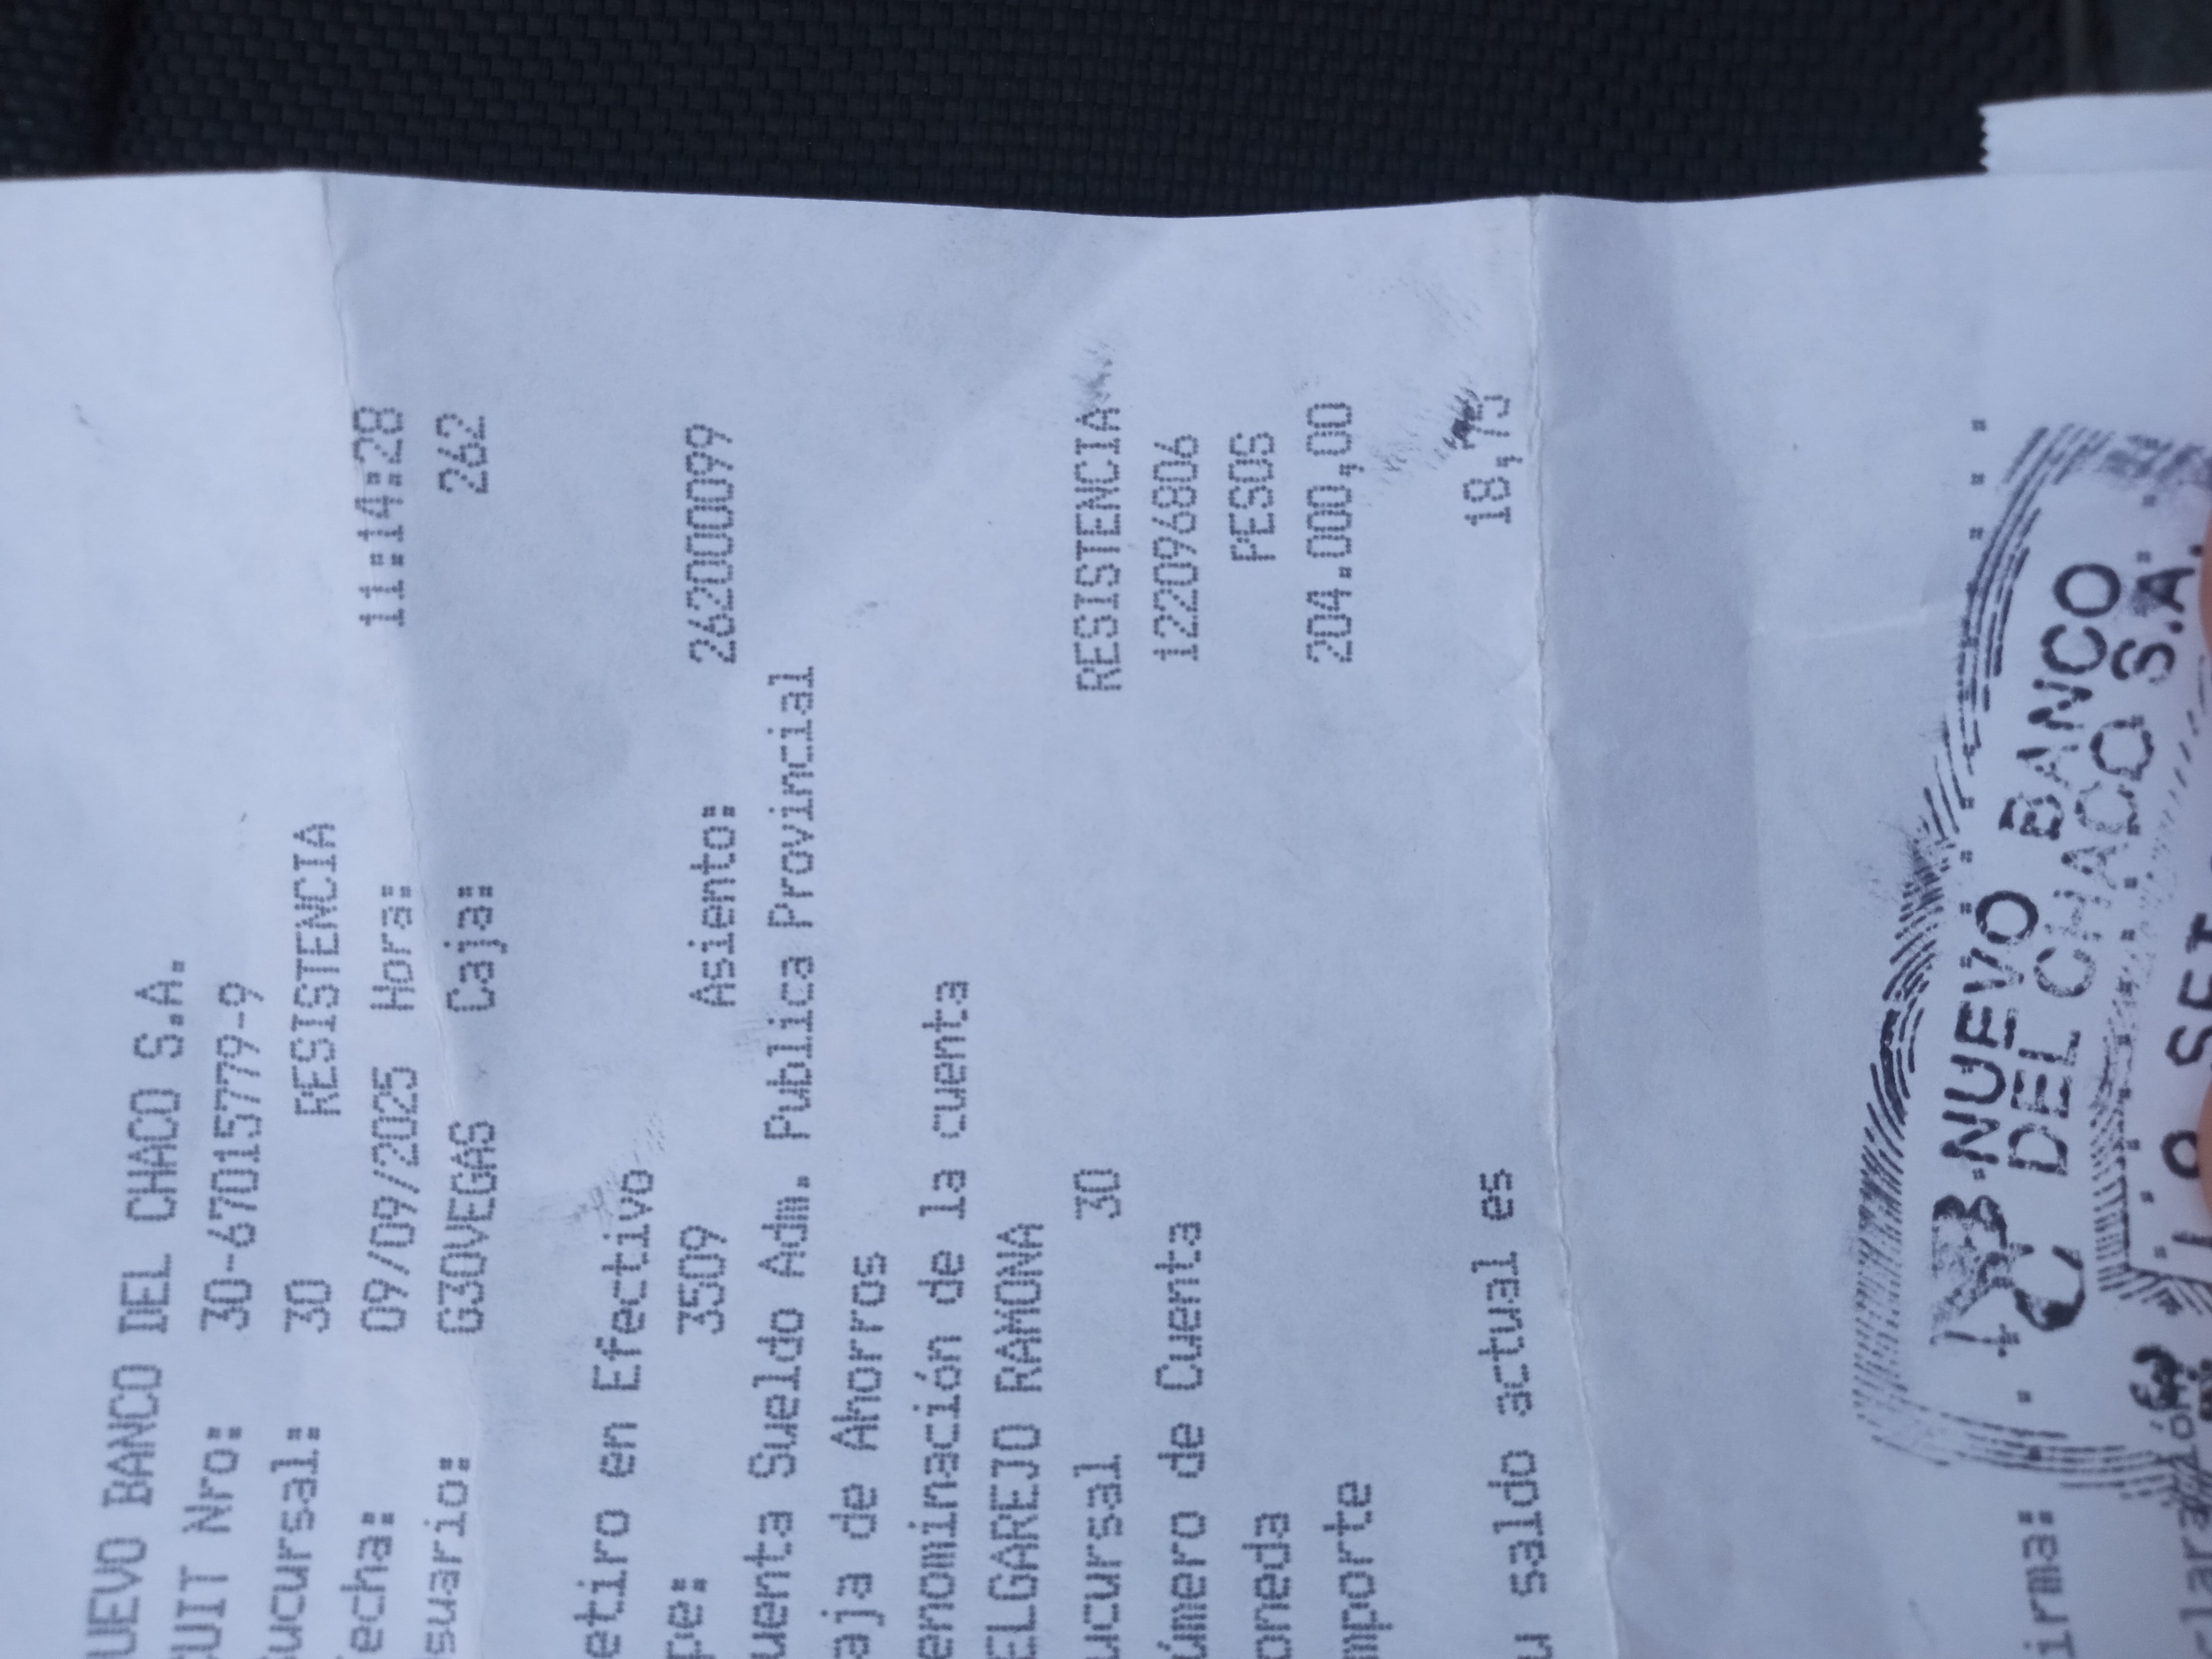 UEVO BANCO DEL CHACO S.A.
UIT Nro: 30-67015779-9
ucursal: 30 RESISTENCIA
echa: 09/09/2025 Hora: 11:14:28
suario: G30VEGAS Caja: 262
etiro en Efectivo
pe: 3509 Asiento: 262000099
uenta Sueldo Adm. Publica Provincial
aja de Ahorros
enominación de la cuenta
ELGAREJO RAMONA
ucursal 30 RESISTENCIA
úmero de Cuenta 122096806
oneda PESOS
mporte 204.000,00
u saldo actual es 18,75
NUEVO BANCO
DEL CHACO S.A.
irma: